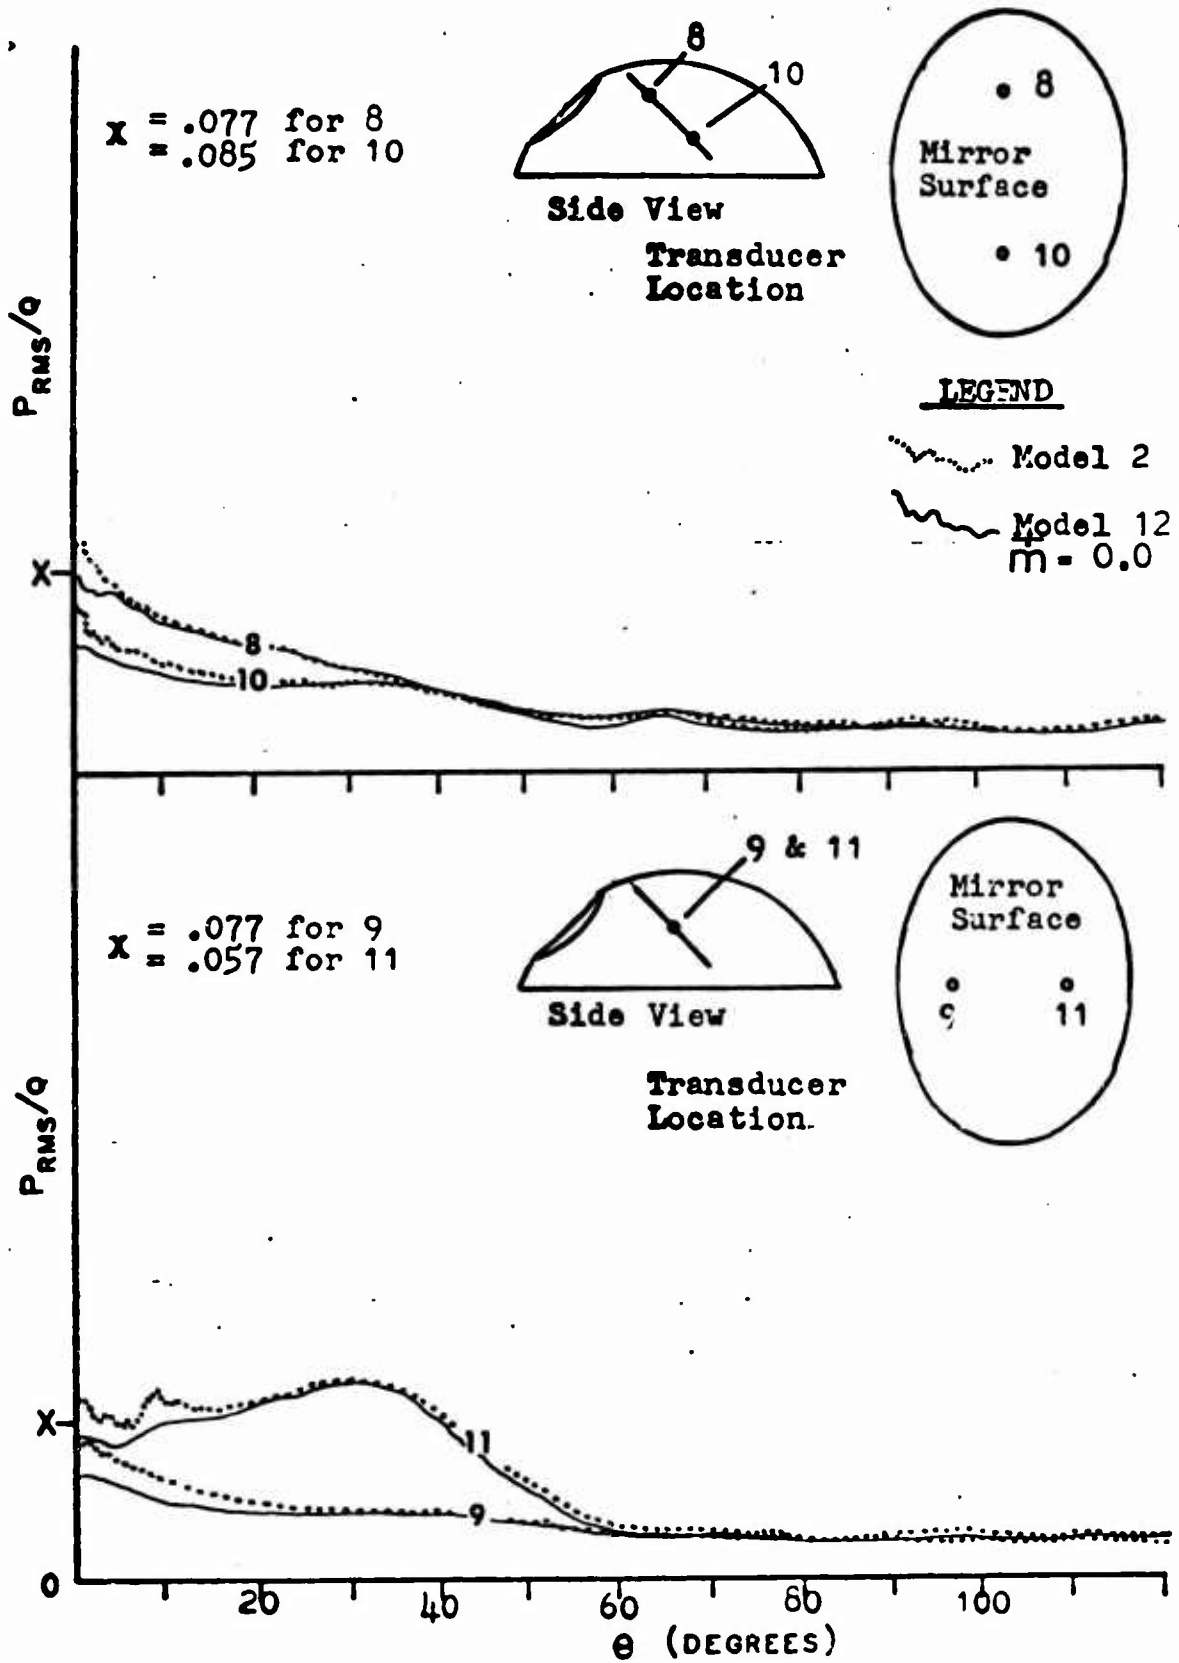 8
10
X = .077 for 8
= .085 for 10
Side View
Transducer
Location
8
Mirror
Surface
10
PRMS/Q
LEGEND
Model 2
Model 12
ṁ = 0.0
X
8
10
9 & 11
X = .077 for 9
= .057 for 11
Side View
Transducer
Location
Mirror
Surface
9
11
PRMS/Q
X
11
9
0
20
40
60
80
100
θ (DEGREES)